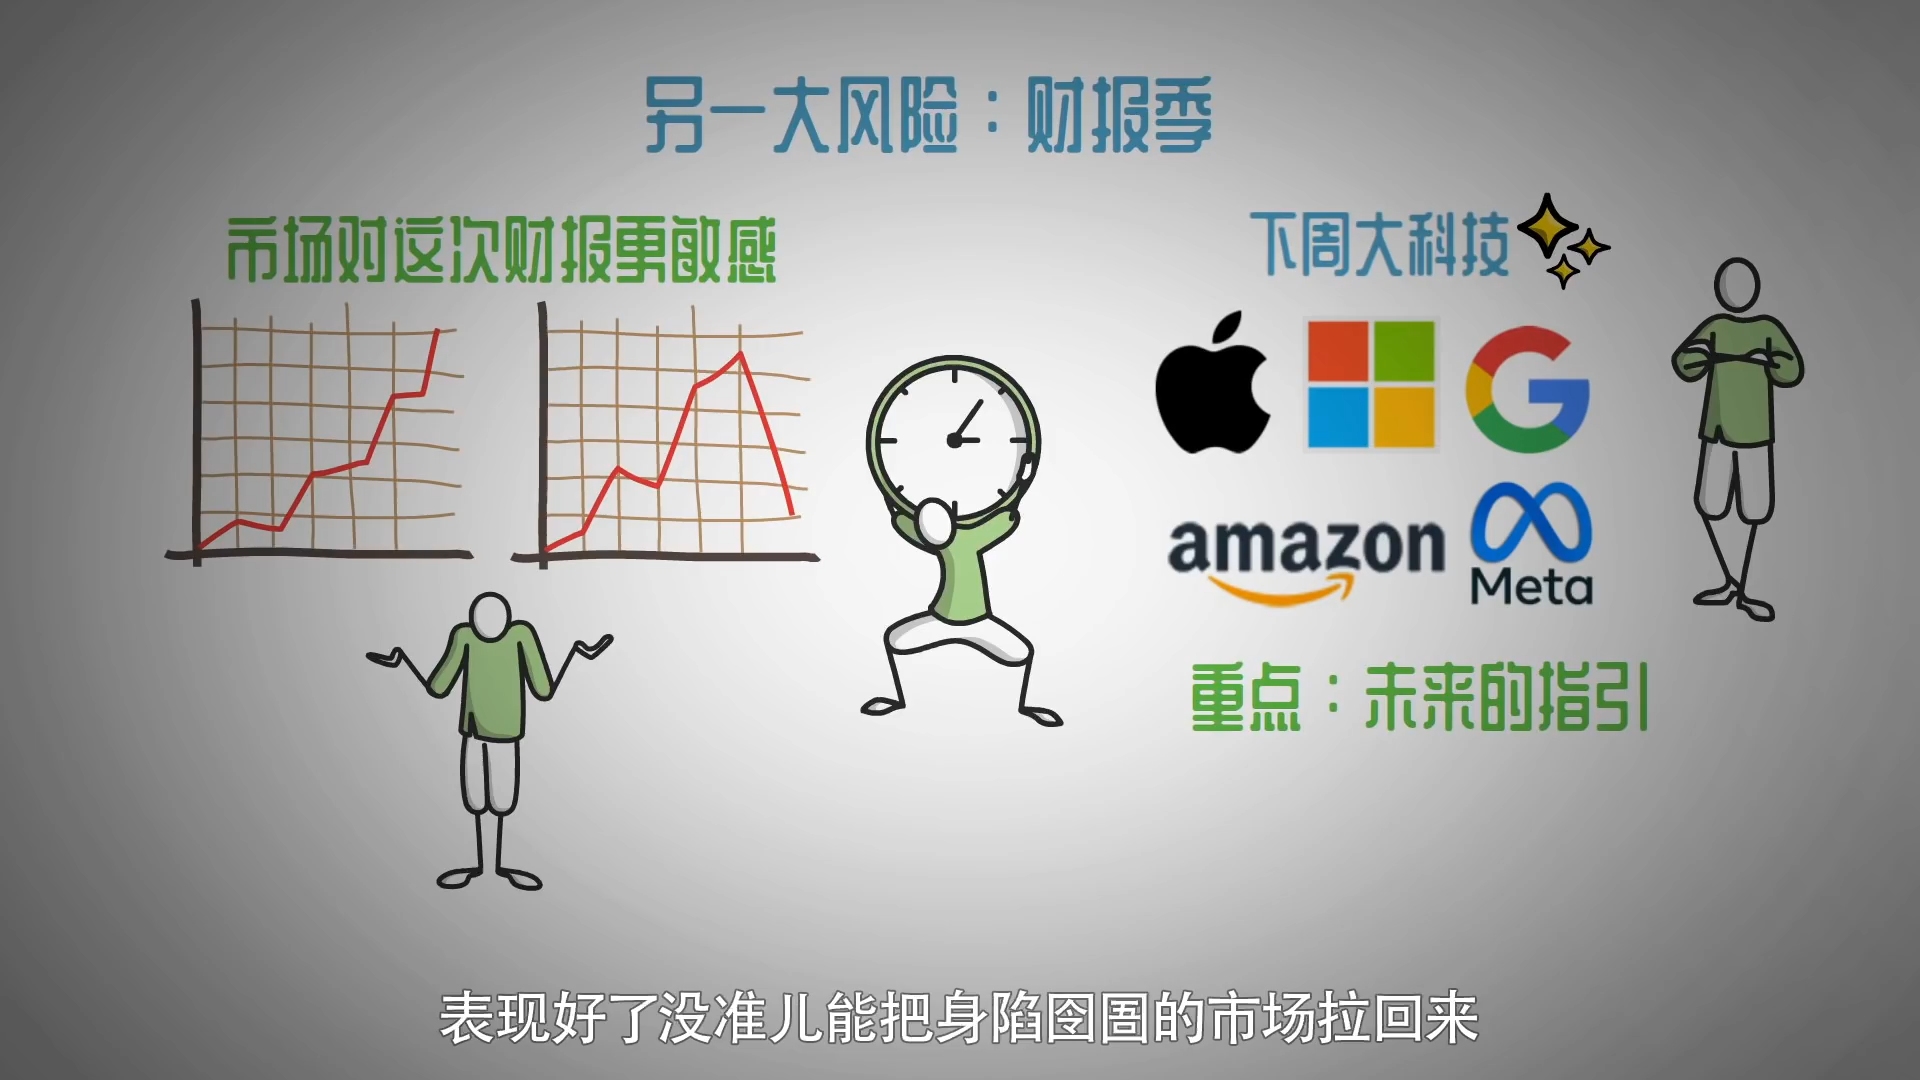 另一大风险：财报季
市场对这次财报更敏感
下周大科技
amazon
Meta
重点：未来的指引
表现好了没准儿能把身陷囹圄的市场拉回来